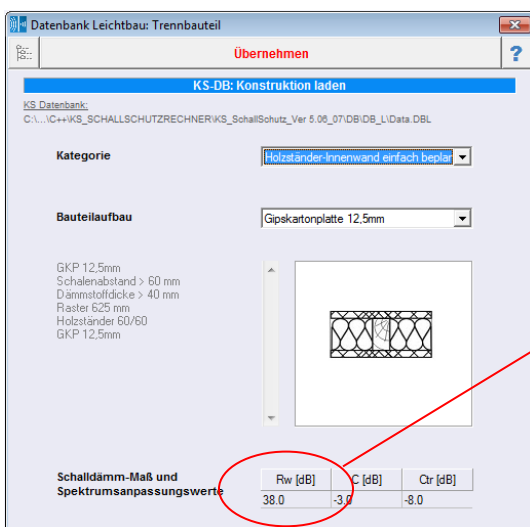 Datenbank Leichtbau: Trennbauteil
Übernehmen
?
KS-DB: Konstruktion laden
KS Datenbank:
C:\...\C++\KS_SCHALLSCHUTZRECHNER\KS_SchallSchutz_Ver 5.06_07\DB\DB_L\Data.DBL
Kategorie
Holzständer-Innenwand einfach beplan
Bauteilaufbau
Gipskartonplatte 12,5mm
GKP 12,5mm
Schalenabstand > 60 mm
Dämmstoffdicke > 40 mm
Raster 625 mm
Holzständer 60/60
GKP 12,5mm
Schalldämm-Maß und
Spektrumsanpassungswerte
Rw [dB] C [dB] Ctr [dB]
38.0 -3.0 -8.0